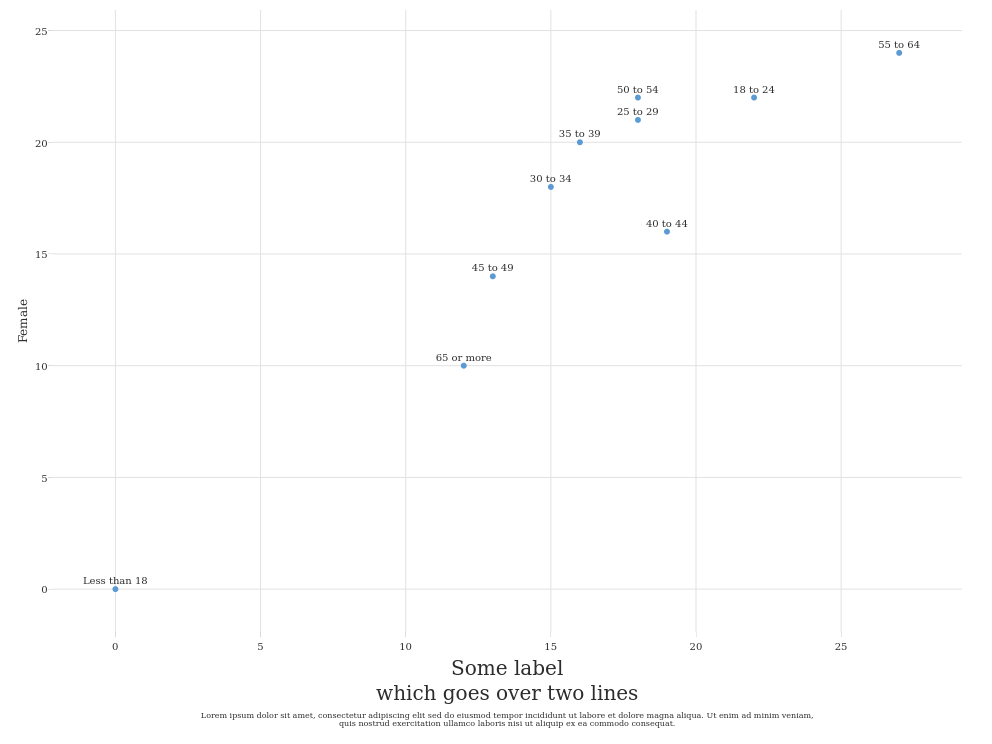 25
55 to 64
50 to 54
18 to 24
25 to 29
35 to 39
20
30 to 34
40 to 44
15
45 to 49
Female
65 or more
10
5
Less than 18
0
0 5 10 15 20 25
Some label
which goes over two lines
Lorem ipsum dolor sit amet, consectetur adipiscing elit sed do eiusmod tempor incididunt ut labore et dolore magna aliqua. Ut enim ad minim veniam,
quis nostrud exercitation ullamco laboris nisi ut aliquip ex ea commodo consequat.